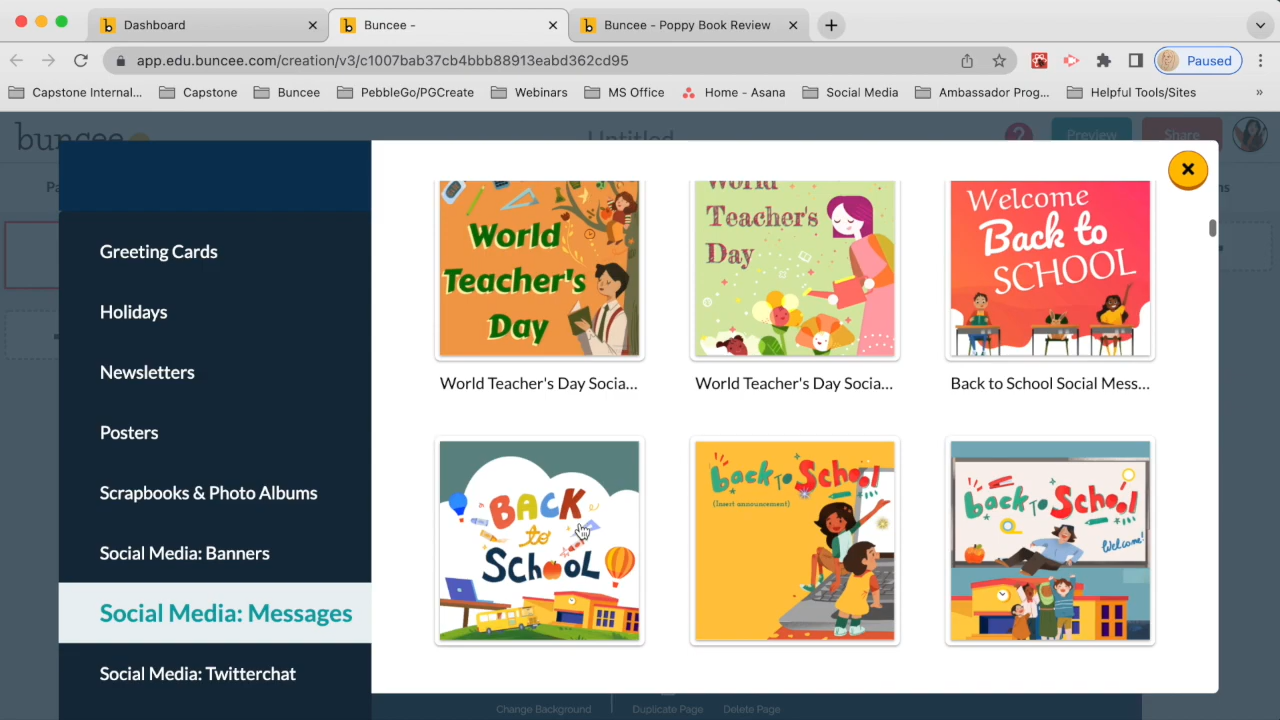 Dashboard
Buncee -
Buncee - Poppy Book Review
app.edu.buncee.com/creation/v3/c1007bab37cb4bbb88913eabd362cd95
Paused
Capstone Internal...
Capstone
Buncee
PebbleGo/PGCreate
Webinars
MS Office
Home - Asana
Social Media
Ambassador Prog...
Helpful Tools/Sites
»
buncee
Untitled
?
Preview
Share
Greeting Cards
Holidays
Newsletters
Posters
Scrapbooks & Photo Albums
Social Media: Banners
Social Media: Messages
Social Media: Twitterchat
World
Teacher's
Day
World Teacher's Day Socia...
World
Teacher's
Day
World Teacher's Day Socia...
Welcome
Back to
SCHOOL
Back to School Social Mess...
BACK
to
SCHOOL
back to School
(Insert announcement)
back to School
Welcome!
Change Background
Duplicate Page
Delete Page